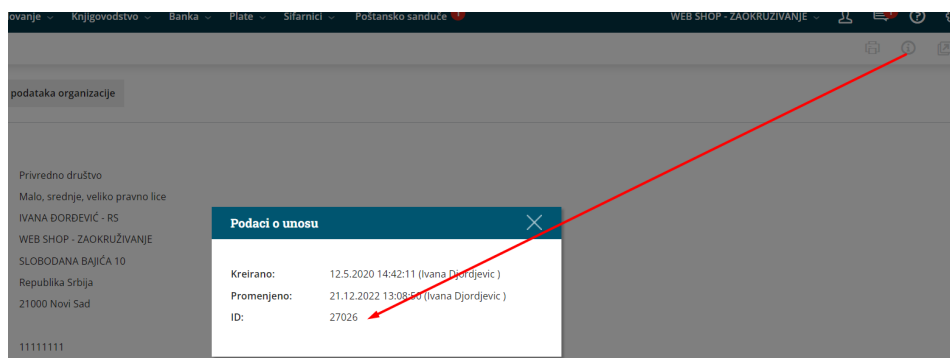 Knjigovodstvo Banka Plate Šifarnici Poštansko sanduče WEB SHOP - ZAOKRUŽIVANJE
podataka organizacije
Privredno društvo
Malo, srednje, veliko pravno lice
IVANA ĐORĐEVIĆ - RS
WEB SHOP - ZAOKRUŽIVANJE
SLOBODANA BAJIĆA 10
Republika Srbija
21000 Novi Sad
11111111
Podaci o unosu
Kreirano: 12.5.2020 14:42:11 (Ivana Djordjevic )
Promenjeno: 21.12.2022 13:08:50 (Ivana Djordjevic )
ID: 27026